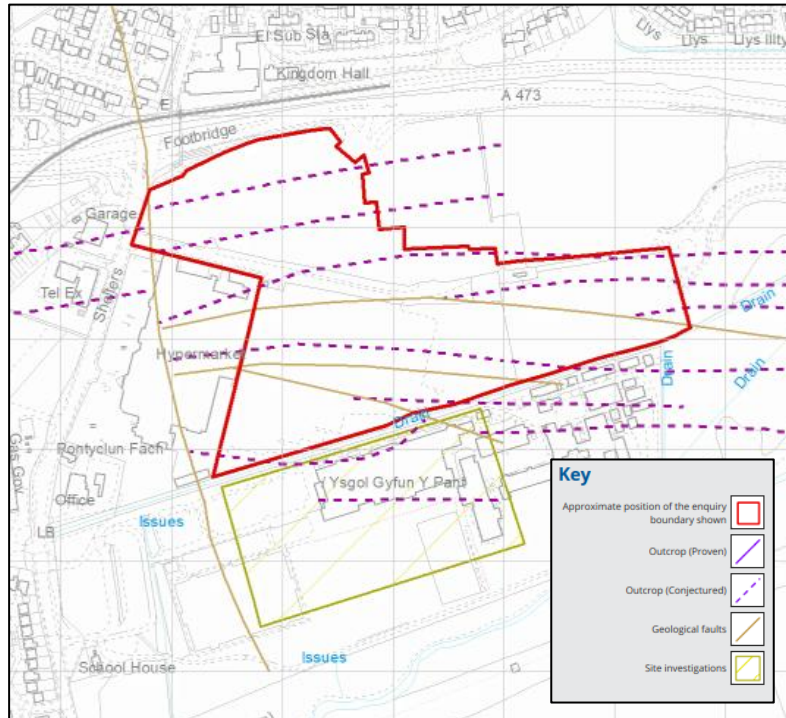 El Sub Sta
Llys
Llys
Llys Illty
Kingdom Hall
A 473
E
Footbridge
Garage
Shelters
Tel Ex
Drain
Hypermarket
Drain
Drain
Drain
Pontyclun Fach
Gas Gov
Ysgol Gyfun Y Pant
Office
Issues
LB
Issues
School House
Key
Approximate position of the enquiry
boundary shown
Outcrop (Proven)
Outcrop (Conjectured)
Geological faults
Site investigations